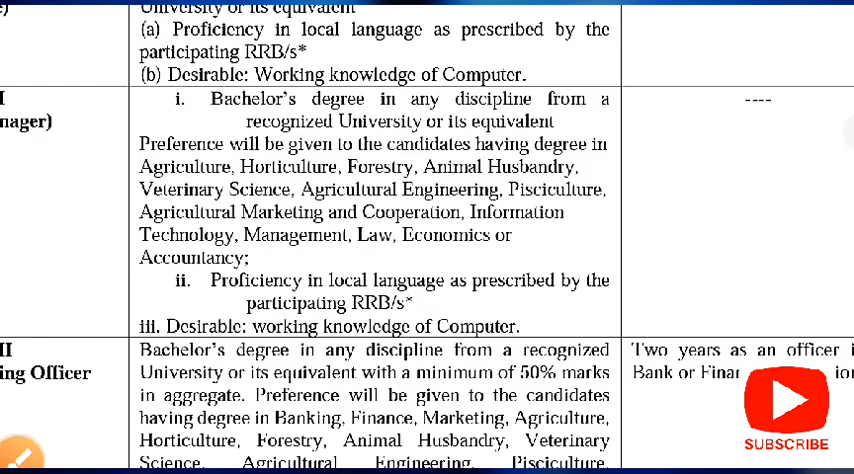 University or its equivalent
(a) Proficiency in local language as prescribed by the
participating RRB/s*
(b) Desirable: Working knowledge of Computer.
i. Bachelor's degree in any discipline from a
recognized University or its equivalent
Preference will be given to the candidates having degree in
Agriculture, Horticulture, Forestry, Animal Husbandry,
Veterinary Science, Agricultural Engineering, Pisciculture,
Agricultural Marketing and Cooperation, Information
Technology, Management, Law, Economics or
Accountancy;
ii. Proficiency in local language as prescribed by the
participating RRB/s*
iii. Desirable: working knowledge of Computer.
nager)
----
II
ing Officer
Bachelor's degree in any discipline from a recognized
University or its equivalent with a minimum of 50% marks
in aggregate. Preference will be given to the candidates
having degree in Banking, Finance, Marketing, Agriculture,
Horticulture, Forestry, Animal Husbandry, Veterinary
Science, Agricultural Engineering, Pisciculture,
Two years as an officer
Bank or
SUBSCRIBE